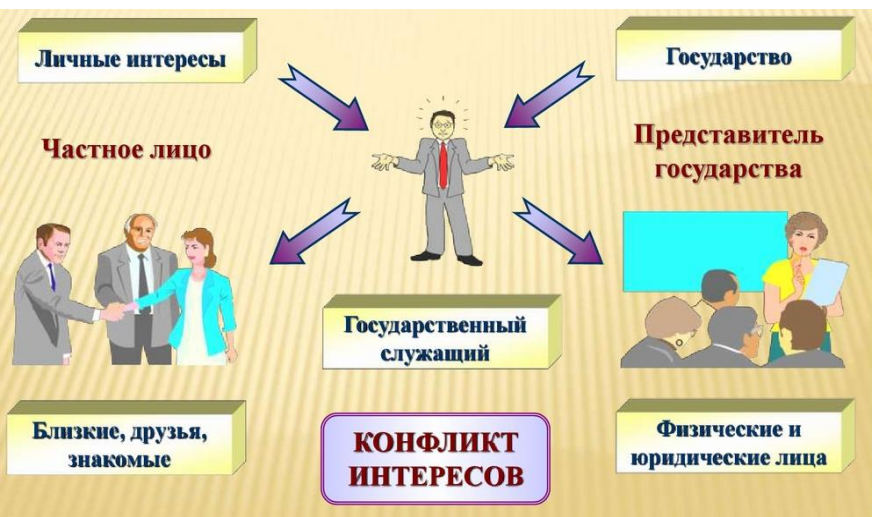 Личные интересы
Государство
Частное лицо
Представитель
государства
Государственный
служащий
Близкие, друзья,
знакомые
КОНФЛИКТ
ИНТЕРЕСОВ
Физические и
юридические лица